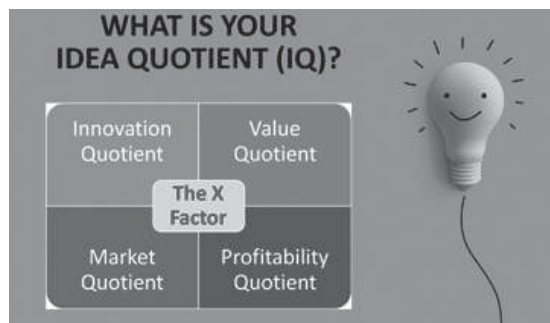 WHAT IS YOUR
IDEA QUOTIENT (IQ)?
Innovation
Quotient
Value
Quotient
The X
Factor
Market
Quotient
Profitability
Quotient